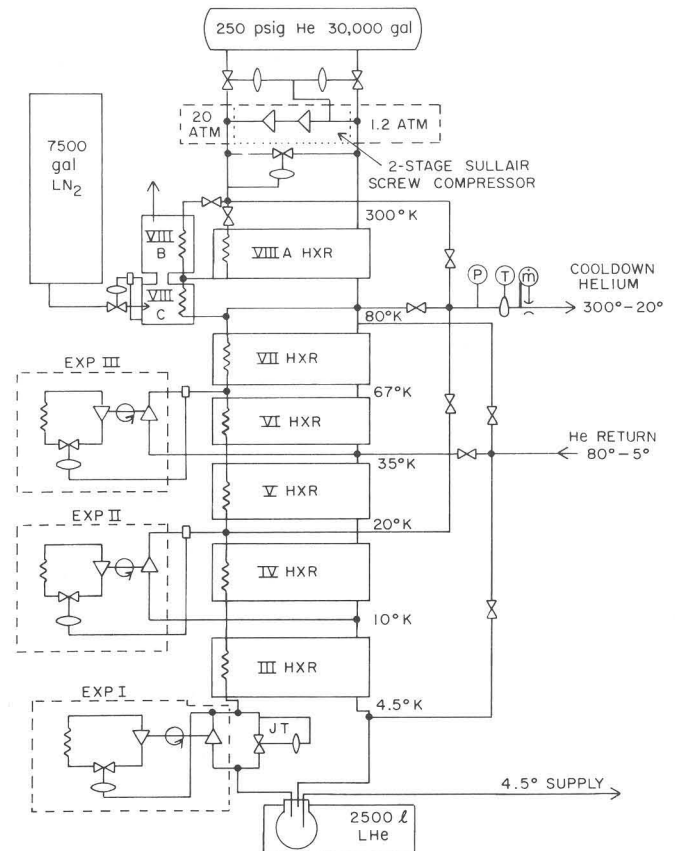 250 psig He 30,000 gal
20
ATM
1.2 ATM
7500
gal
LN2
2-STAGE SULLAIR
SCREW COMPRESSOR
300°K
VIII
B
VIII A HXR
P
T
ṁ
COOLDOWN
HELIUM
300°-20°
VIII
C
80°K
EXP III
VII HXR
67°K
VI HXR
He RETURN
80°-5°
35°K
V HXR
EXP II
20°K
IV HXR
10°K
III HXR
EXP I
4.5°K
JT
4.5° SUPPLY
2500 ℓ
LHe